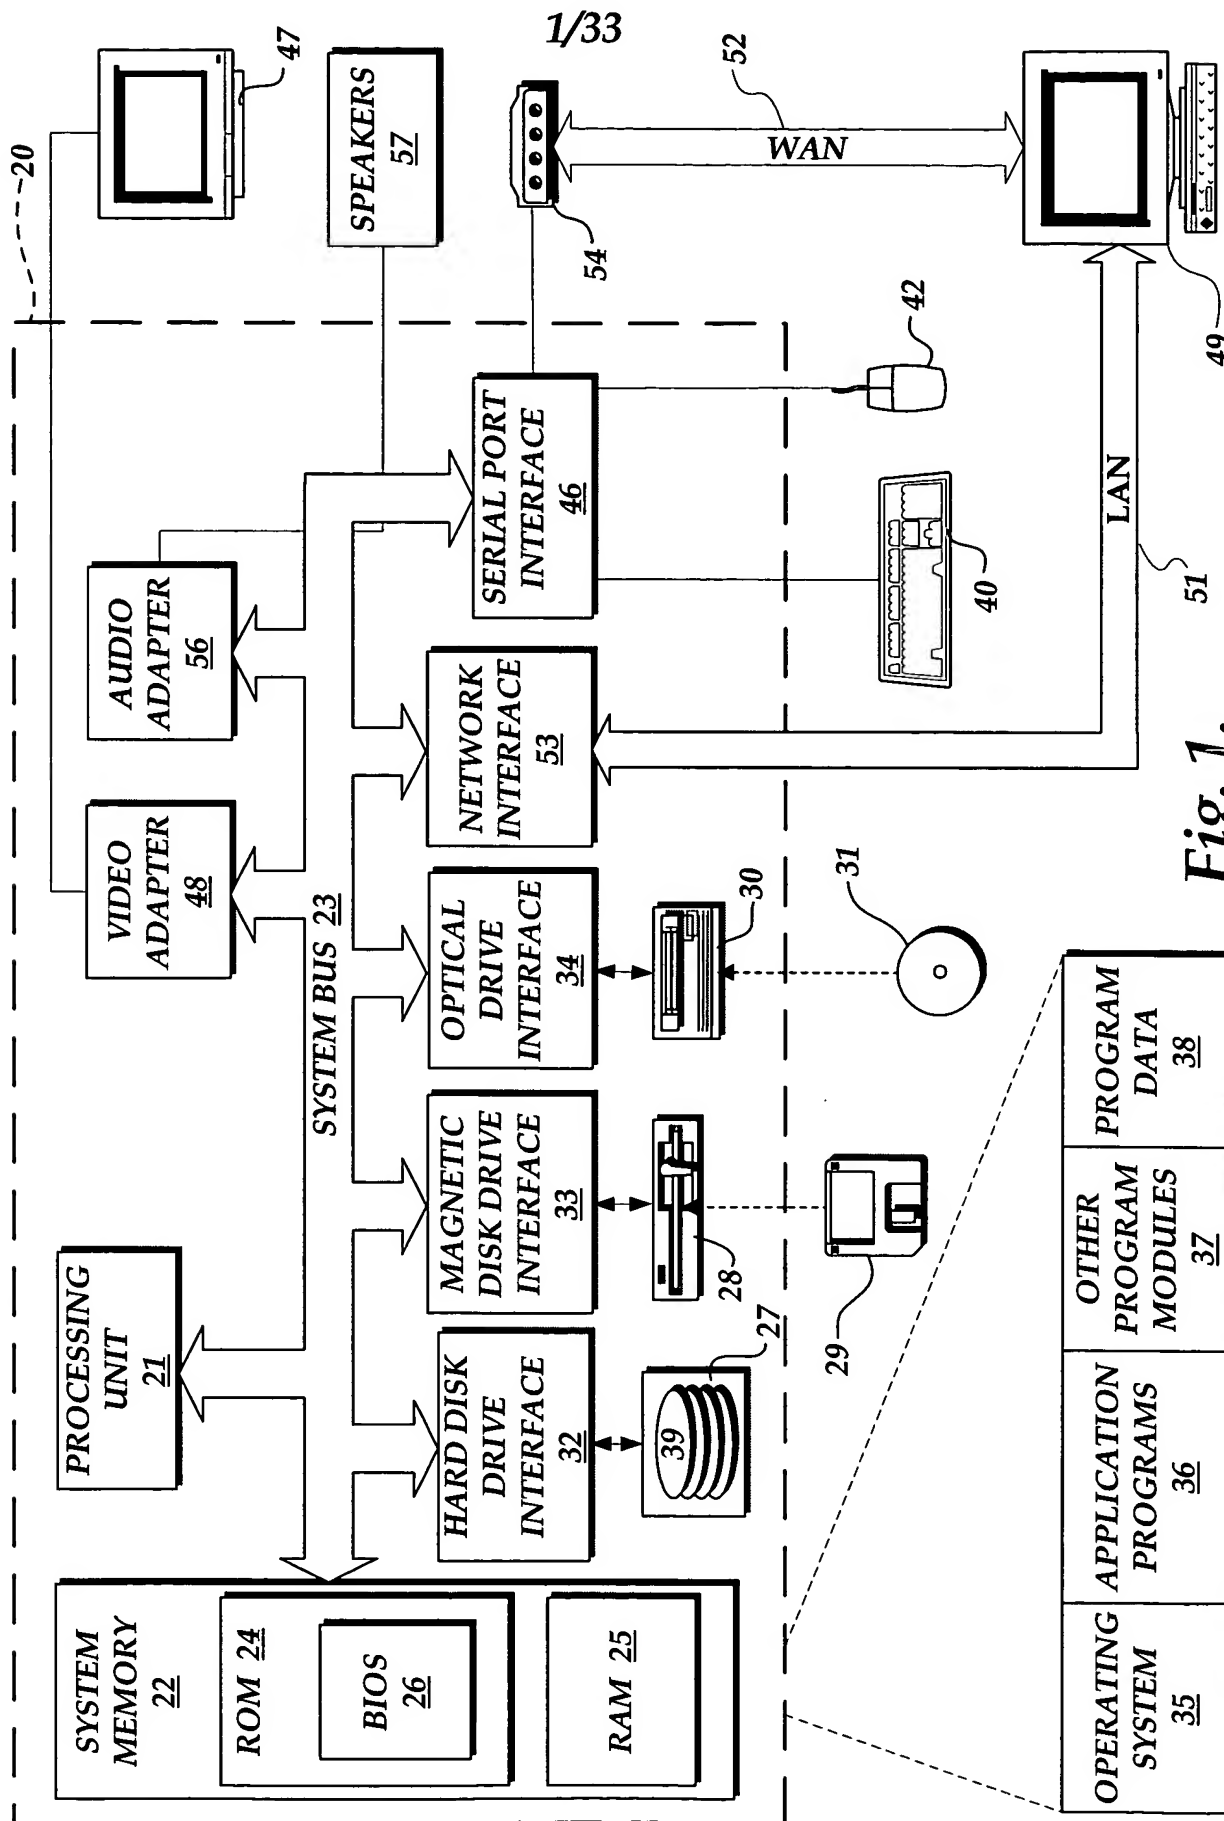 1/33
20
SYSTEM
MEMORY
22
ROM 24
BIOS
26
RAM 25
PROCESSING
UNIT
21
VIDEO
ADAPTER
48
AUDIO
ADAPTER
56
47
SPEAKERS
57
SYSTEM BUS 23
HARD DISK
DRIVE
INTERFACE
32
MAGNETIC
DISK DRIVE
INTERFACE
33
OPTICAL
DRIVE
INTERFACE
34
NETWORK
INTERFACE
53
SERIAL PORT
INTERFACE
46
54
52
WAN
39
27
28
30
29
31
40
42
LAN
51
49
OPERATING
SYSTEM
35
APPLICATION
PROGRAMS
36
OTHER
PROGRAM
MODULES
37
PROGRAM
DATA
38
Fig. 1.